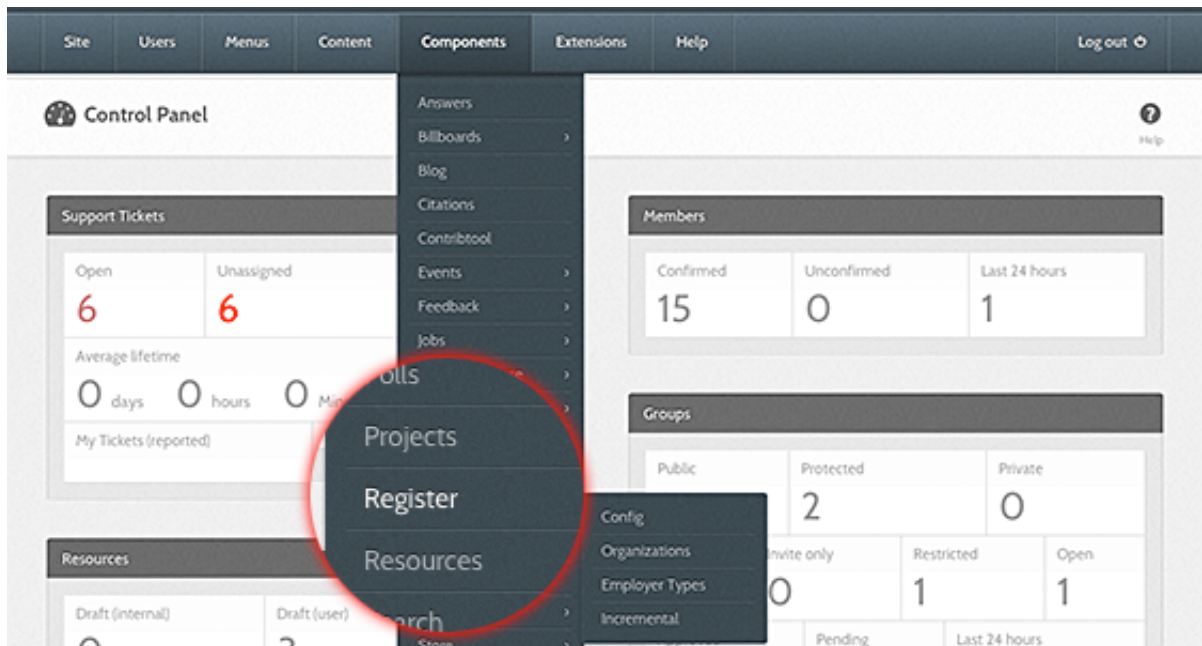 Site Users Menus Content Components Extensions Help Log out
Control Panel
Help
Answers
Billboards
Blog
Citations
Contribtool
Events
Feedback
Jobs
Projects
Register
Resources
Store
Config
Organizations
Employer Types
Incremental
Support Tickets
Open Unassigned
6 6
Average lifetime
0 days 0 hours 0
My Tickets (reported)
Resources
Draft (internal) Draft (user)
Members
Confirmed Unconfirmed Last 24 hours
15 0 1
Groups
Public Protected Private
2 0
Invite only Restricted Open
0 1 1
Pending Last 24 hours